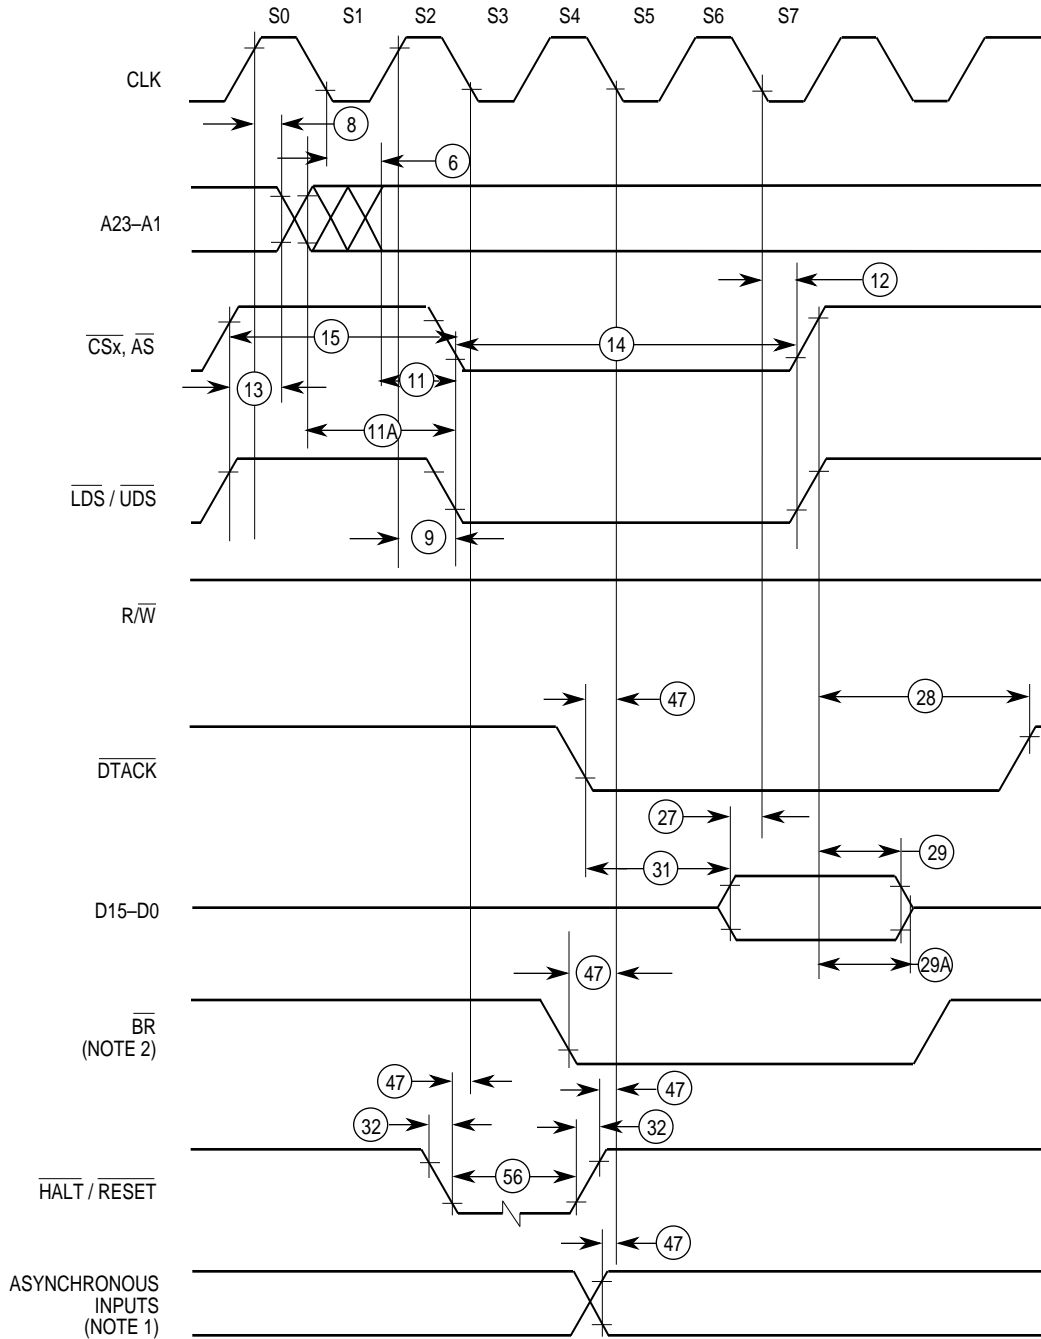 S0 S1 S2 S3 S4 S5 S6 S7
CLK
8
6
A23–A1
12
CSx, AS
15
14
13
11
11A
LDS / UDS
9
R/W
47
28
DTACK
27
31
29
D15–D0
47
29A
BR
(NOTE 2)
47
47
32
32
56
HALT / RESET
47
ASYNCHRONOUS
INPUTS
(NOTE 1)